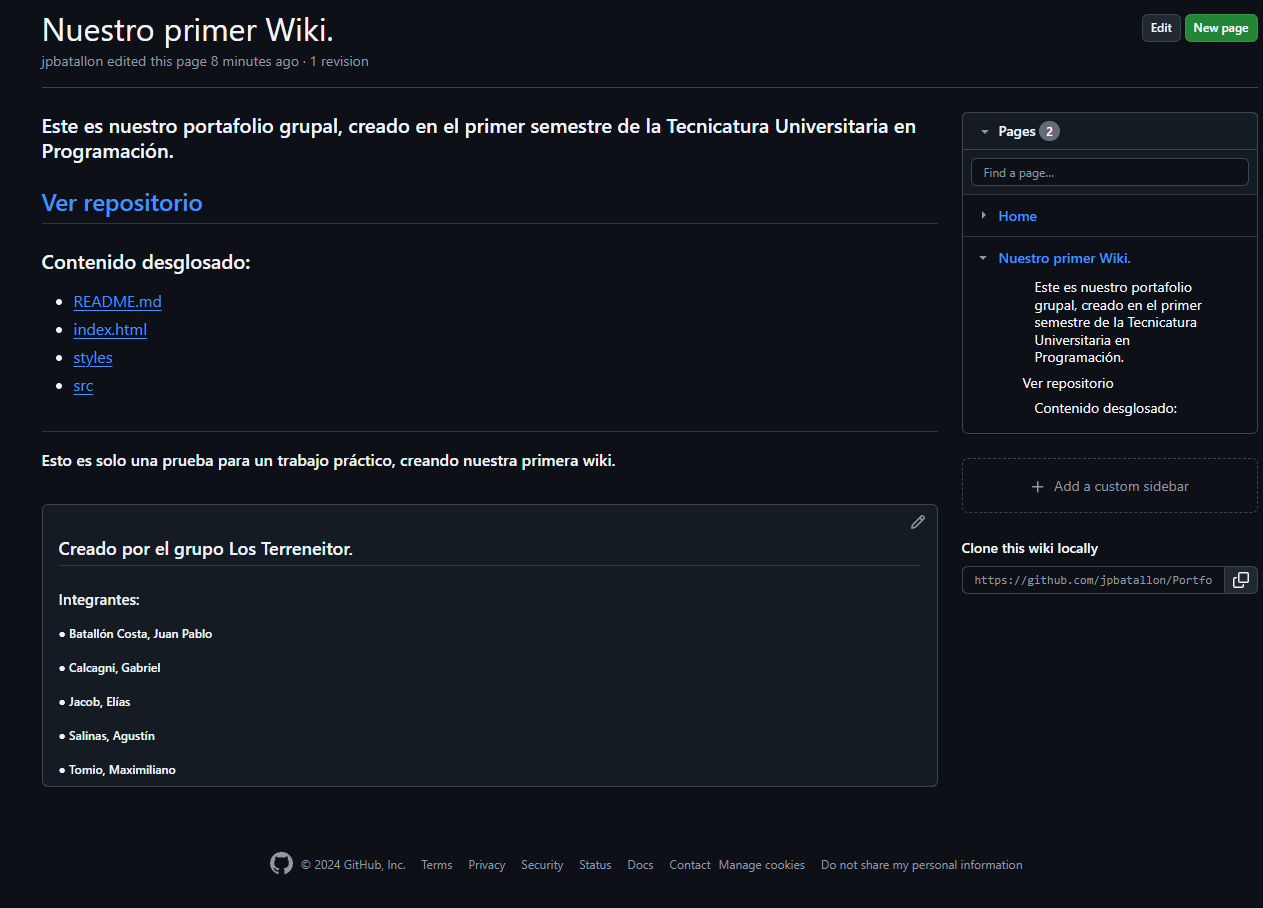 Nuestro primer Wiki.
Edit
New page
jpbatallon edited this page 8 minutes ago · 1 revision
Este es nuestro portafolio grupal, creado en el primer semestre de la Tecnicatura Universitaria en
Programación.
Ver repositorio
Contenido desglosado:
• README.md
• index.html
• styles
• src
Esto es solo una prueba para un trabajo práctico, creando nuestra primera wiki.
Creado por el grupo Los Terreneitor.
Integrantes:
● Batallón Costa, Juan Pablo
● Calcagni, Gabriel
● Jacob, Elías
● Salinas, Agustín
● Tomio, Maximiliano
Pages 2
Find a page...
Home
Nuestro primer Wiki.
Este es nuestro portafolio
grupal, creado en el primer
semestre de la Tecnicatura
Universitaria en
Programación.
Ver repositorio
Contenido desglosado:
+ Add a custom sidebar
Clone this wiki locally
https://github.com/jpbatallon/Portfo
© 2024 GitHub, Inc. Terms Privacy Security Status Docs Contact Manage cookies Do not share my personal information